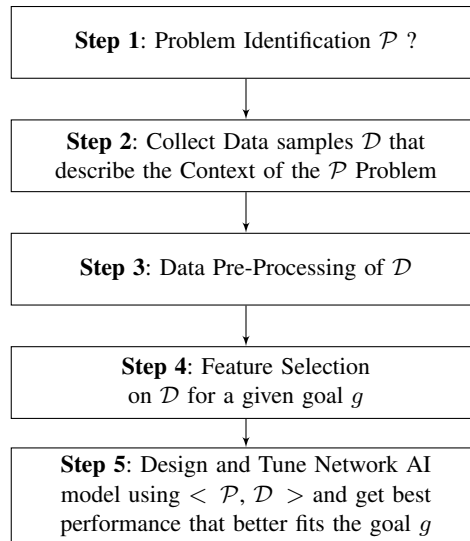 Step 1: Problem Identification 𝒫 ?
Step 2: Collect Data samples 𝒟 that
describe the Context of the 𝒫 Problem
Step 3: Data Pre-Processing of 𝒟
Step 4: Feature Selection
on 𝒟 for a given goal g
Step 5: Design and Tune Network AI
model using < 𝒫, 𝒟 > and get best
performance that better fits the goal g